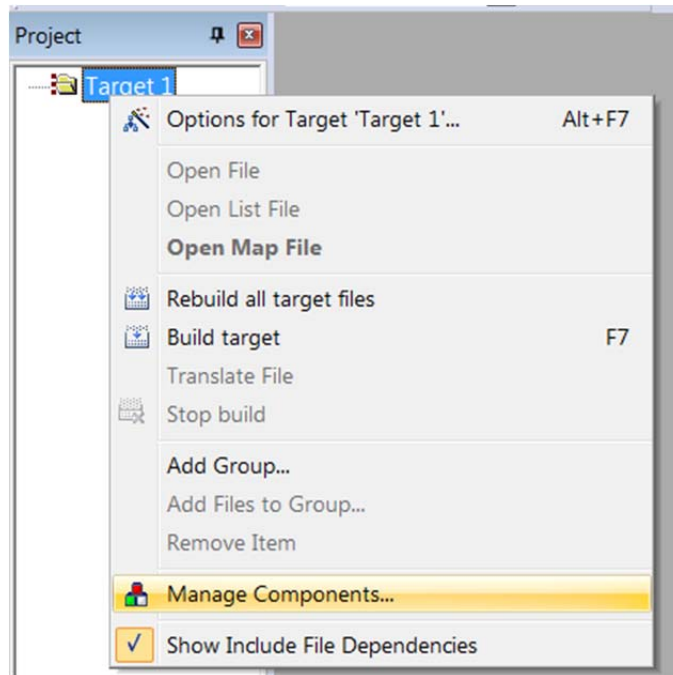 Project
Target 1
Options for Target 'Target 1'... Alt+F7
Open File
Open List File
Open Map File
Rebuild all target files
Build target F7
Translate File
Stop build
Add Group...
Add Files to Group...
Remove Item
Manage Components...
Show Include File Dependencies